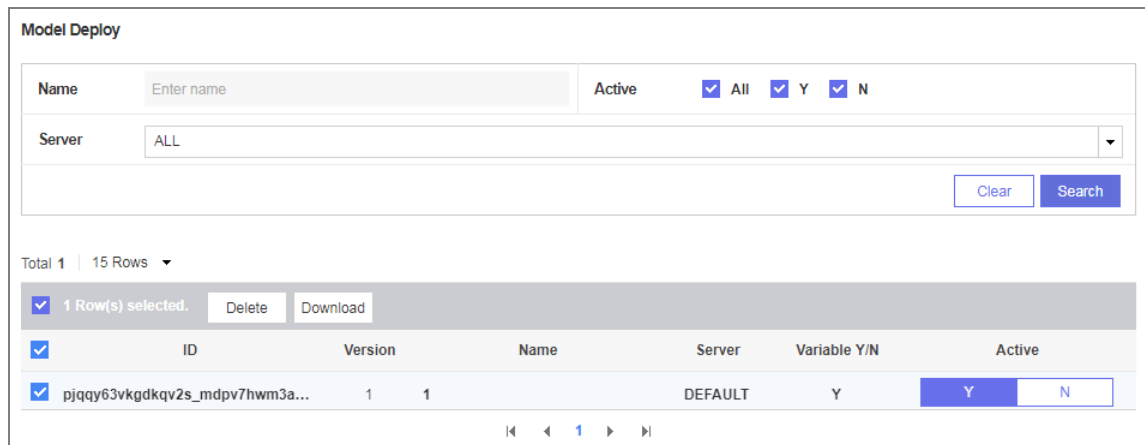 Model Deploy
Name Enter name Active All Y N
Server ALL
Clear Search
Total 1 15 Rows
1 Row(s) selected. Delete Download
ID Version Name Server Variable Y/N Active
pjqqy63vkgdkqv2s_mdpv7hwm3a... 1 1 DEFAULT Y Y N
1